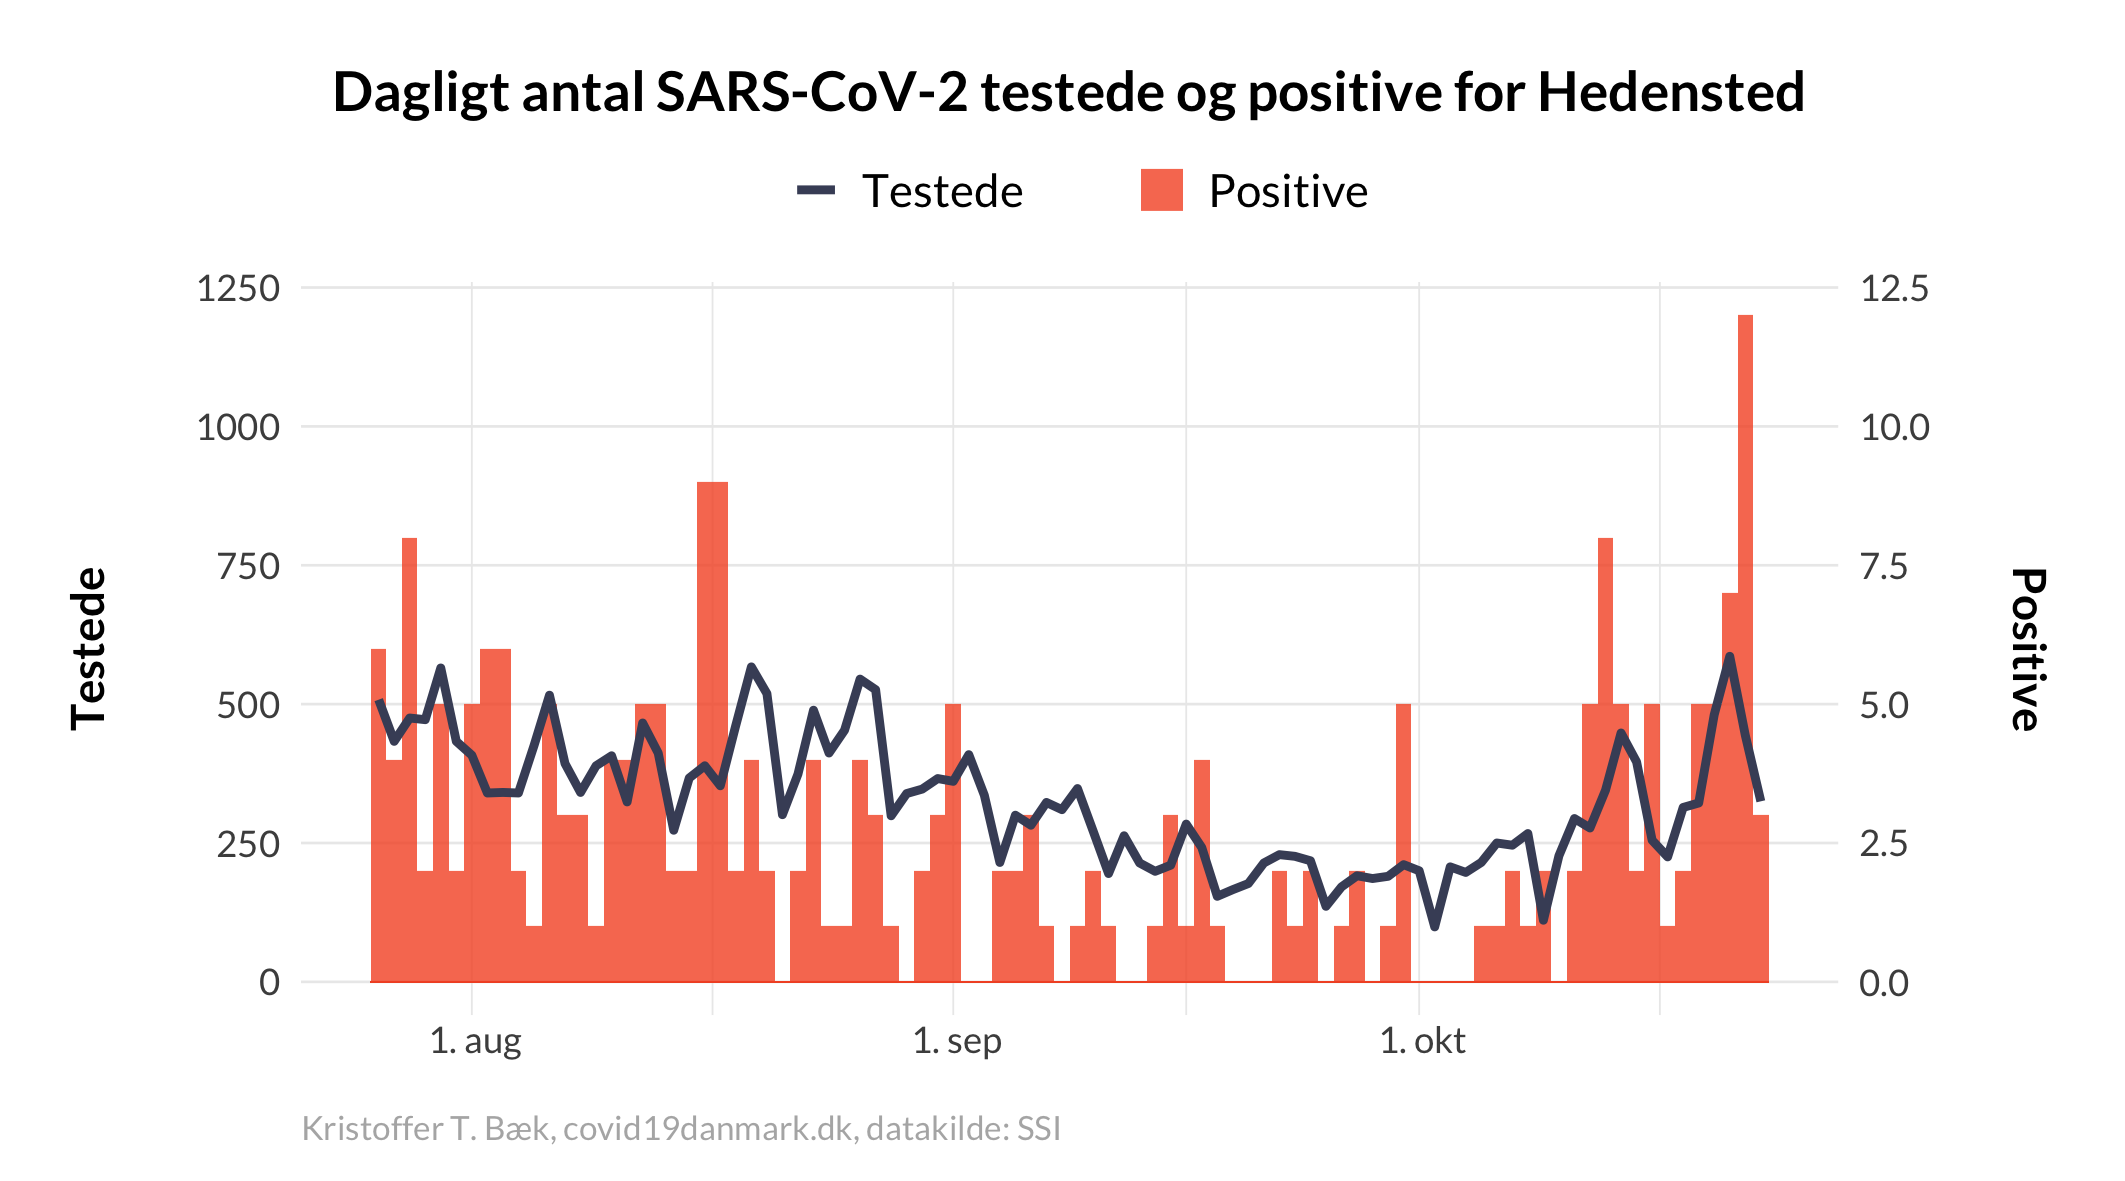 Dagligt antal SARS-CoV-2 testede og positive for Hedensted
Testede
Positive
1250
1000
750
500
250
0
12.5
10.0
7.5
5.0
2.5
0.0
Testede
Positive
1. aug
1. sep
1. okt
Kristoffer T. Bæk, covid19danmark.dk, datakilde: SSI